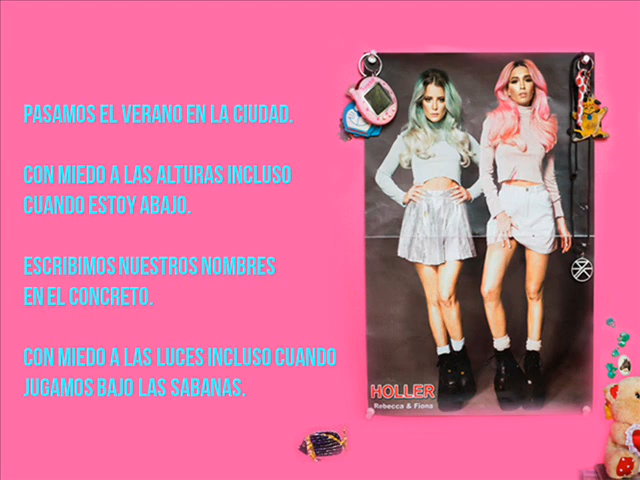 PASAMOS EL VERANO EN LA CIUDAD.
CON MIEDO A LAS ALTURAS INCLUSO
CUANDO ESTOY ABAJO.
ESCRIBIMOS NUESTROS NOMBRES
EN EL CONCRETO.
CON MIEDO A LAS LUCES INCLUSO CUANDO
JUGAMOS BAJO LAS SABANAS.
HOLLER
Rebecca & Fiona